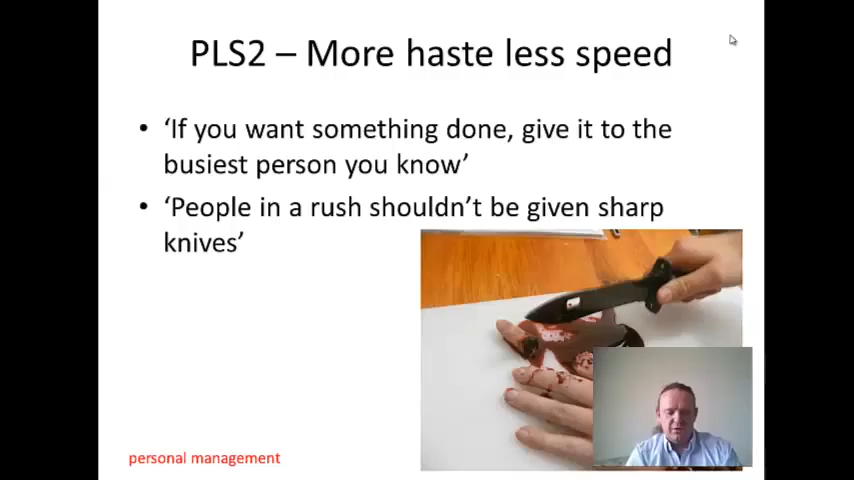 PLS2 – More haste less speed
• ‘If you want something done, give it to the
busiest person you know’
• ‘People in a rush shouldn’t be given sharp
knives’
personal management